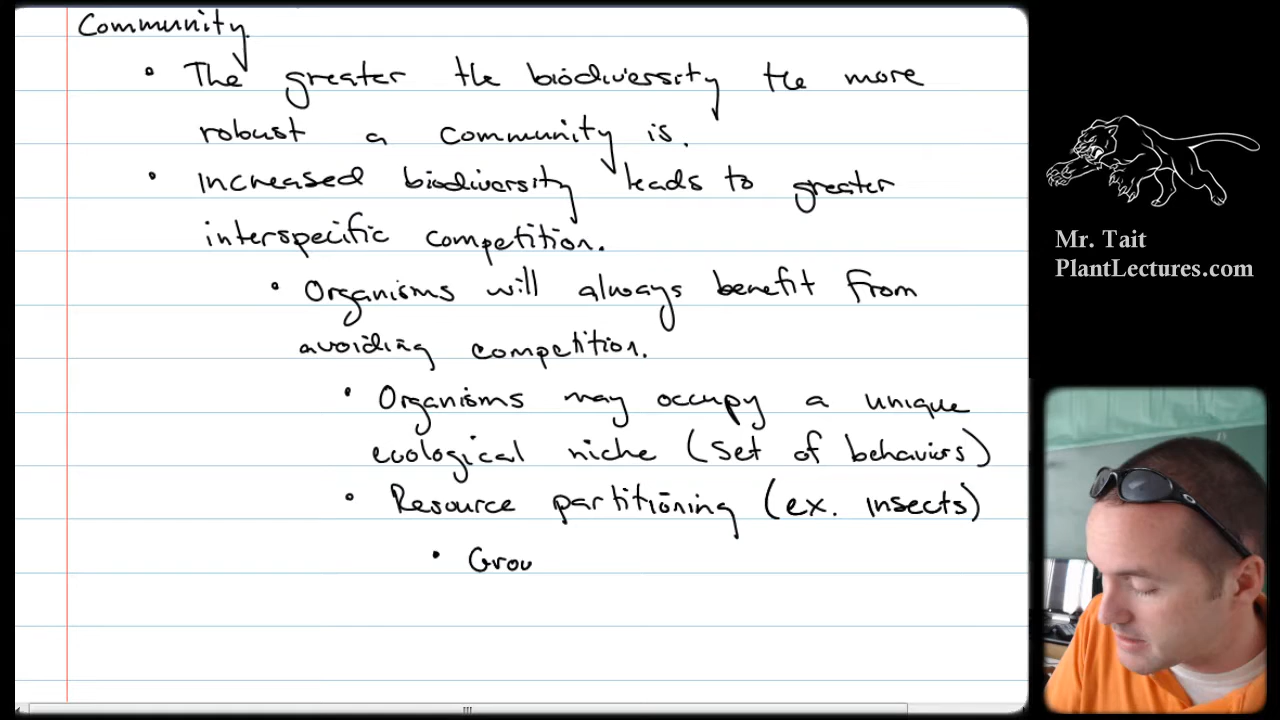 Community
• The greater the biodiversity the more
robust a community is.
• Increased biodiversity leads to greater
interspecific competition.
• Organisms will always benefit from
avoiding competition.
• Organisms may occupy a unique
ecological niche (set of behaviors)
• Resource partitioning (ex. insects)
• Grou
Mr. Tait
PlantLectures.com